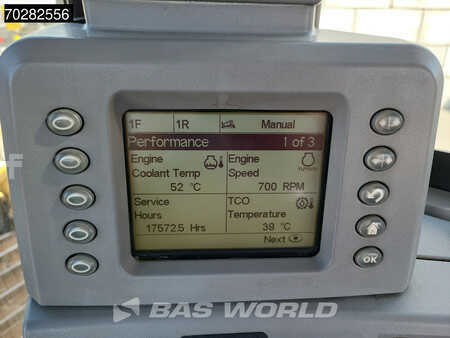 70282556
1F 1R Manual
Performance 1 of 3
Engine
Coolant Temp
52 °C
Engine
Speed
700 RPM
Service
Hours
17572.5 Hrs
TCO
Temperature
39 °C
Next
OK
F
BAS WORLD